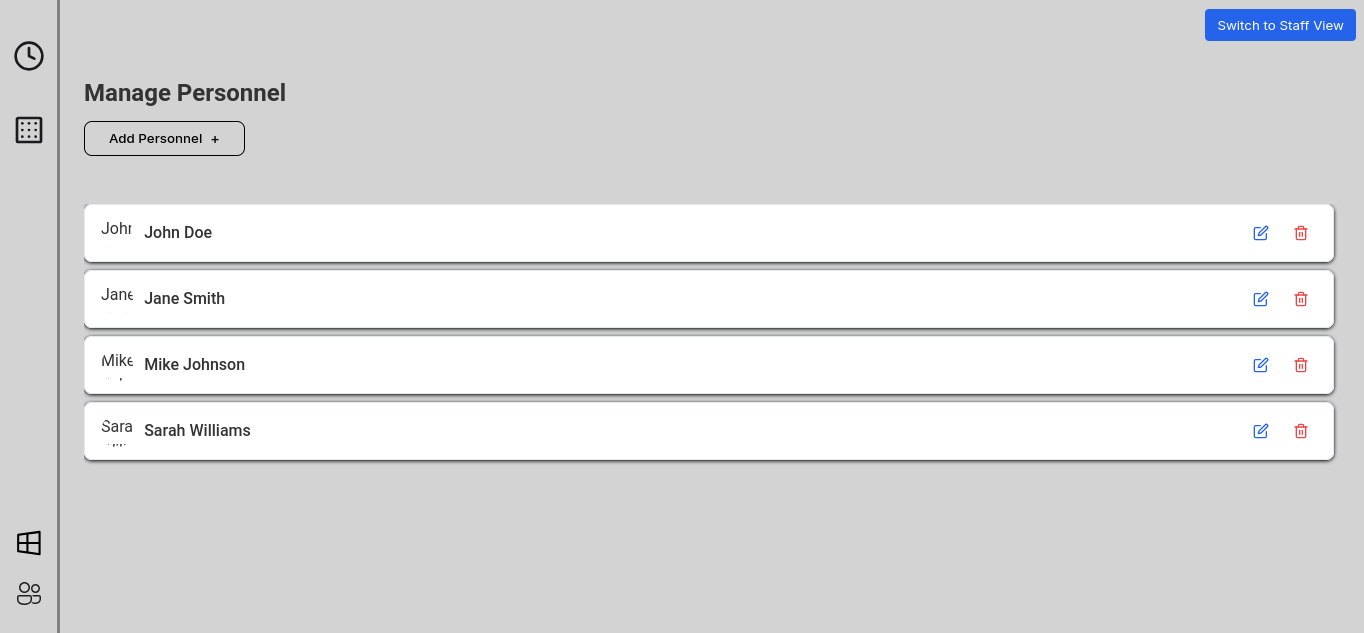 Switch to Staff View
Manage Personnel
Add Personnel +
John
John Doe
Jane
Jane Smith
Mike
Mike Johnson
Sara
Sarah Williams